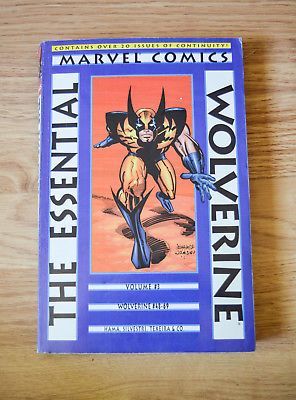 CONTAINS OVER 20 ISSUES OF CONTINUITY!
MARVEL COMICS
THE ESSENTIAL
WOLVERINE
VOLUME #3
WOLVERINE #48-69
HAMA, SILVESTRI, TEXEIRA & CO.